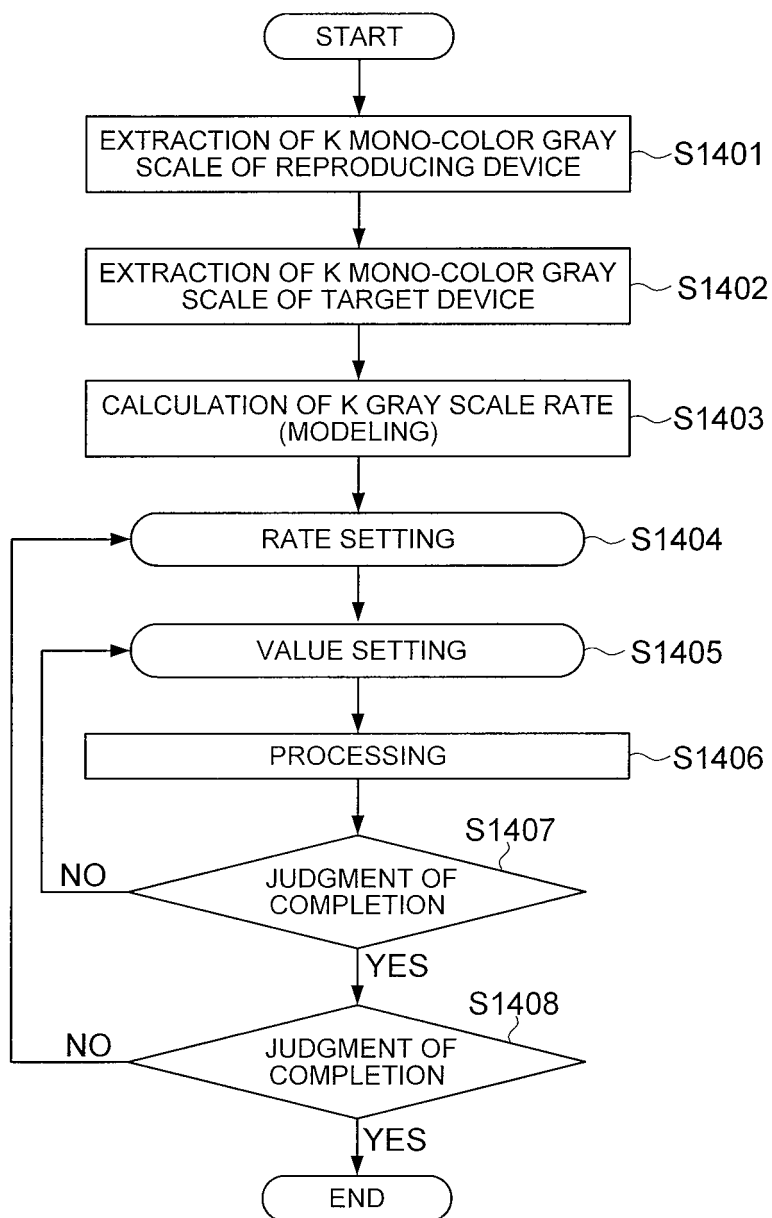 START
EXTRACTION OF K MONO-COLOR GRAY
SCALE OF REPRODUCING DEVICE
S1401
EXTRACTION OF K MONO-COLOR GRAY
SCALE OF TARGET DEVICE
S1402
CALCULATION OF K GRAY SCALE RATE
(MODELING)
S1403
RATE SETTING
S1404
VALUE SETTING
S1405
PROCESSING
S1406
S1407
NO
JUDGMENT OF
COMPLETION
YES
S1408
NO
JUDGMENT OF
COMPLETION
YES
END